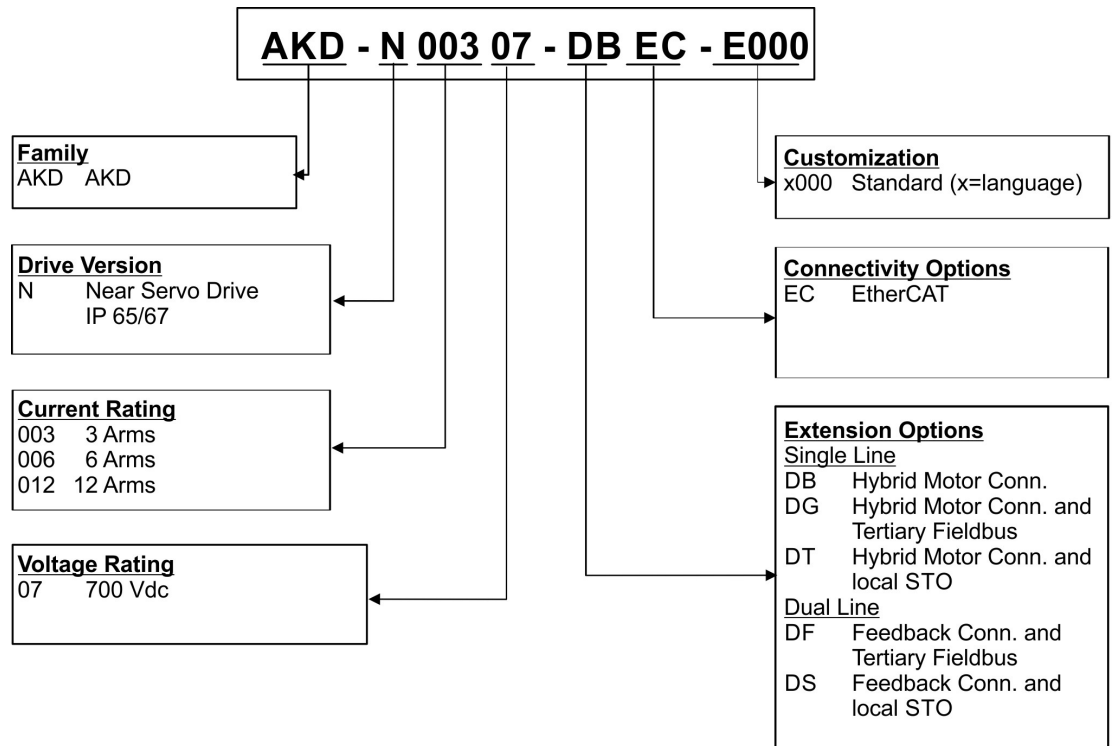 AKD - N 003 07 - DB EC - E000
Family
AKD AKD
Drive Version
N Near Servo Drive
IP 65/67
Current Rating
003 3 Arms
006 6 Arms
012 12 Arms
Voltage Rating
07 700 Vdc
Customization
x000 Standard (x=language)
Connectivity Options
EC EtherCAT
Extension Options
Single Line
DB Hybrid Motor Conn.
DG Hybrid Motor Conn. and
Tertiary Fieldbus
DT Hybrid Motor Conn. and
local STO
Dual Line
DF Feedback Conn. and
Tertiary Fieldbus
DS Feedback Conn. and
local STO